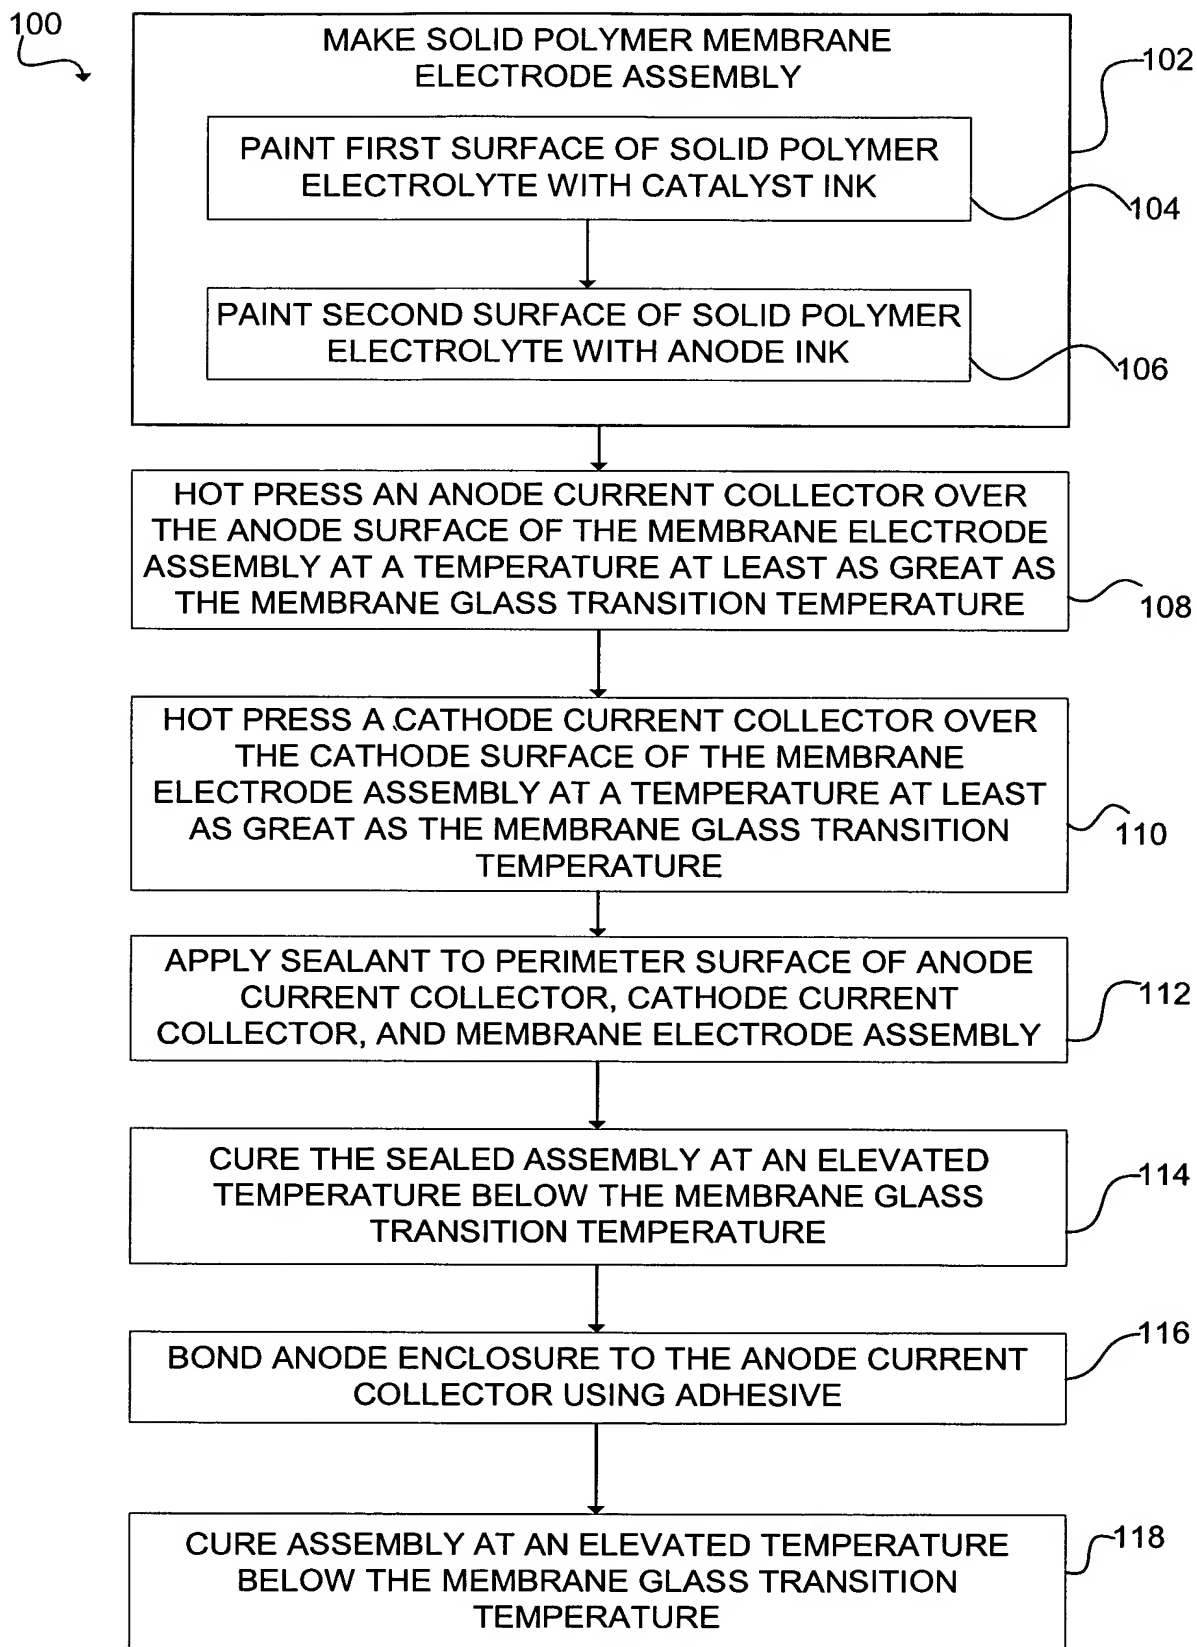 100
MAKE SOLID POLYMER MEMBRANE
ELECTRODE ASSEMBLY
102
PAINT FIRST SURFACE OF SOLID POLYMER
ELECTROLYTE WITH CATALYST INK
104
PAINT SECOND SURFACE OF SOLID POLYMER
ELECTROLYTE WITH ANODE INK
106
HOT PRESS AN ANODE CURRENT COLLECTOR OVER
THE ANODE SURFACE OF THE MEMBRANE ELECTRODE
ASSEMBLY AT A TEMPERATURE AT LEAST AS GREAT AS
THE MEMBRANE GLASS TRANSITION TEMPERATURE
108
HOT PRESS A CATHODE CURRENT COLLECTOR OVER
THE CATHODE SURFACE OF THE MEMBRANE
ELECTRODE ASSEMBLY AT A TEMPERATURE AT LEAST
AS GREAT AS THE MEMBRANE GLASS TRANSITION
TEMPERATURE
110
APPLY SEALANT TO PERIMETER SURFACE OF ANODE
CURRENT COLLECTOR, CATHODE CURRENT
COLLECTOR, AND MEMBRANE ELECTRODE ASSEMBLY
112
CURE THE SEALED ASSEMBLY AT AN ELEVATED
TEMPERATURE BELOW THE MEMBRANE GLASS
TRANSITION TEMPERATURE
114
BOND ANODE ENCLOSURE TO THE ANODE CURRENT
COLLECTOR USING ADHESIVE
116
CURE ASSEMBLY AT AN ELEVATED TEMPERATURE
BELOW THE MEMBRANE GLASS TRANSITION
TEMPERATURE
118